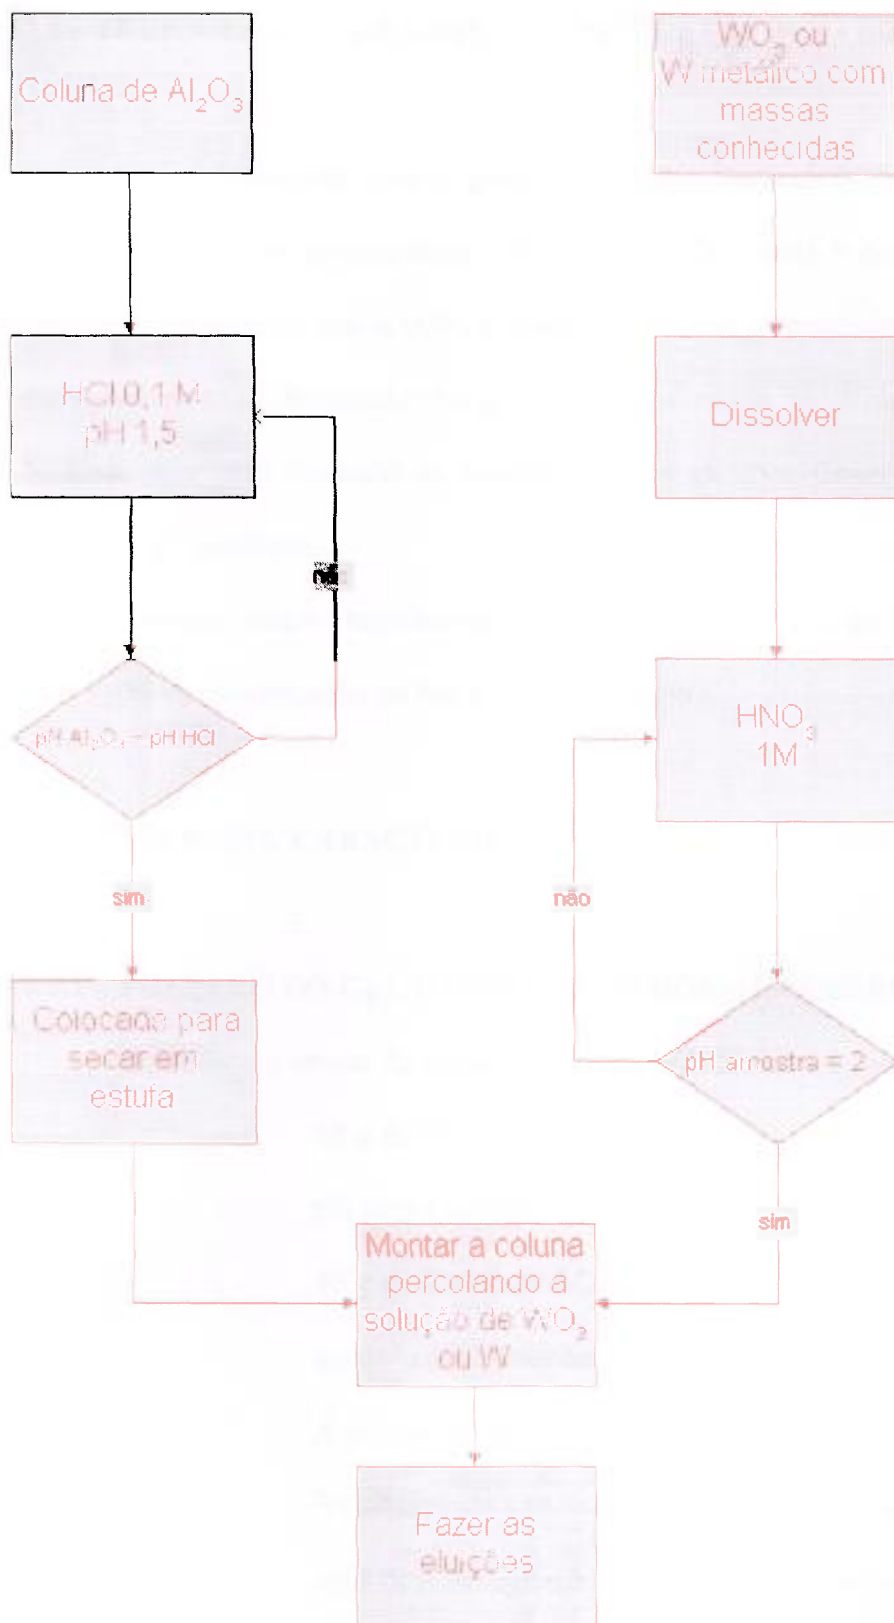 Coluna de Al₂O₃
HCl 0,1 M
pH 1,5
não
pH Al₂O₃ = pH HCl
sim
Colocada para
secar em
estufa
WO₃ ou
W metálico com
massas
conhecidas
Dissolver
HNO₃
1M
não
pH amostra = 2
sim
Montar a coluna
percolando a
solução de WO₂
ou W
Fazer as
eluições